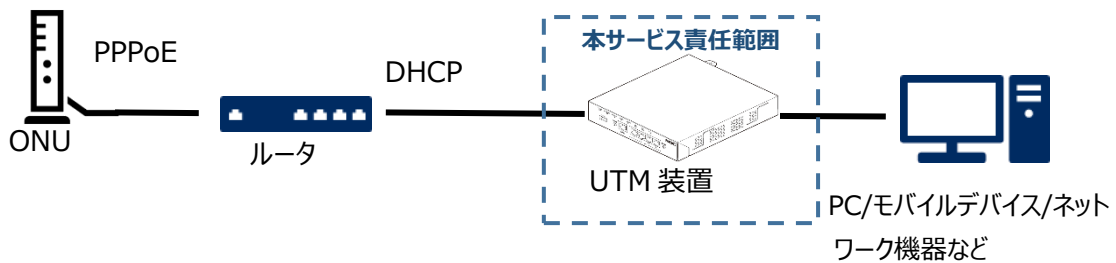 本サービス責任範囲
PPPoE
DHCP
ONU
ルータ
UTM 装置
PC/モバイルデバイス/ネット
ワーク機器など